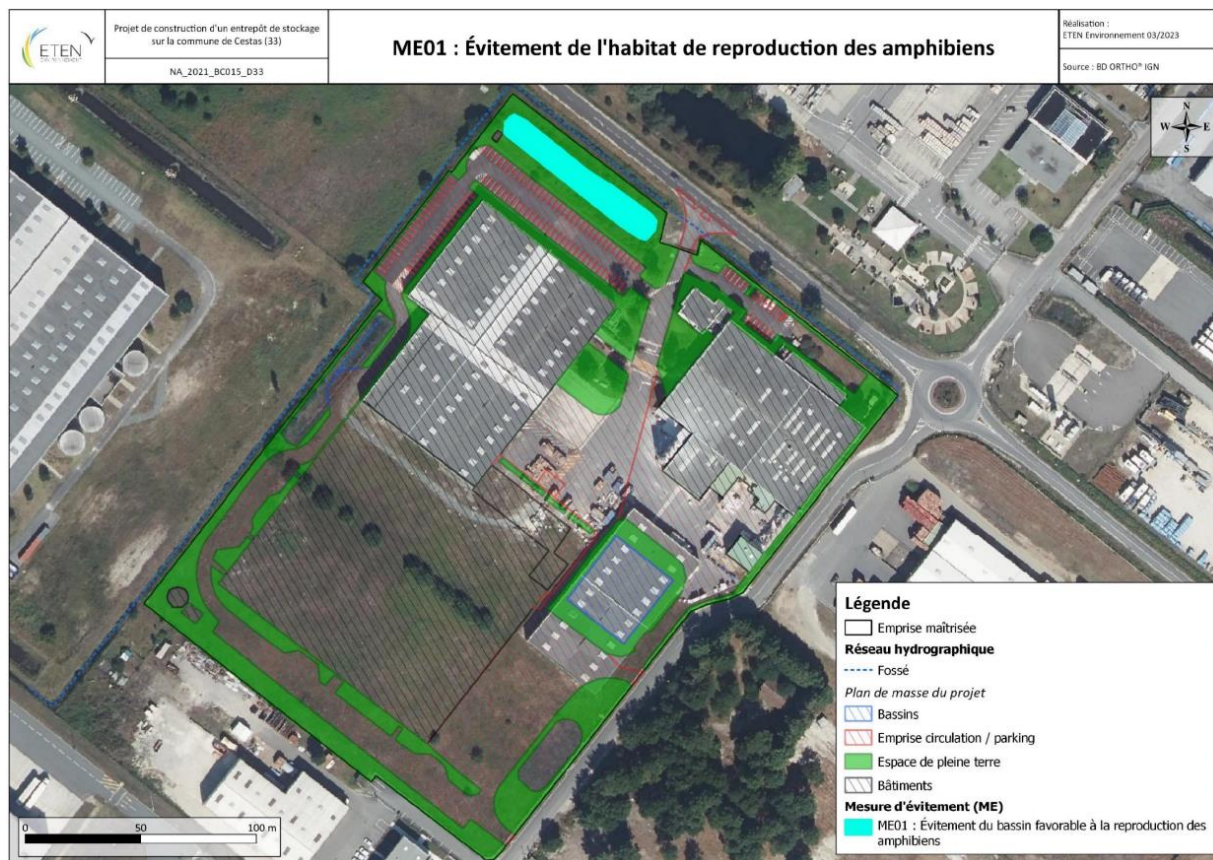 ETEN
ENVIRONNEMENT
Projet de construction d'un entrepôt de stockage
sur la commune de Cestas (33)
NA_2021_BC015_D33
ME01 : Évitement de l'habitat de reproduction des amphibiens
Réalisation :
ETEN Environnement 03/2023
Source : BD ORTHO® IGN
N
W E
S
Légende
Emprise maîtrisée
Réseau hydrographique
Fossé
Plan de masse du projet
Bassins
Emprise circulation / parking
Espace de pleine terre
Bâtiments
Mesure d'évitement (ME)
ME01 : Évitement du bassin favorable à la reproduction des
amphibiens
0 50 100 m